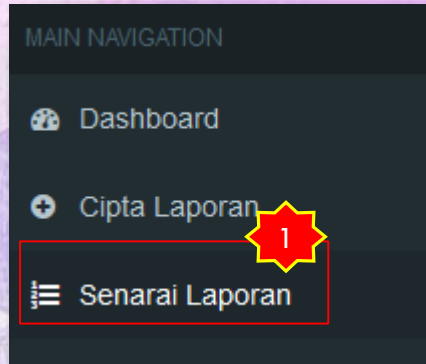 MAIN NAVIGATION
Dashboard
Cipta Laporan
1
Senarai Laporan